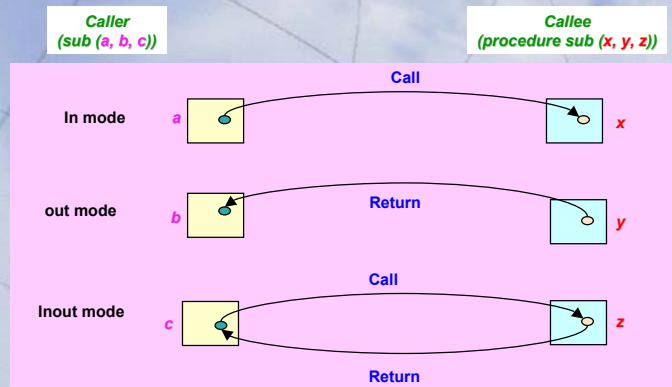 Caller
(sub (a, b, c))
Callee
(procedure sub (x, y, z))
Call
In mode
a
x
out mode
b
Return
y
Call
Inout mode
c
z
Return